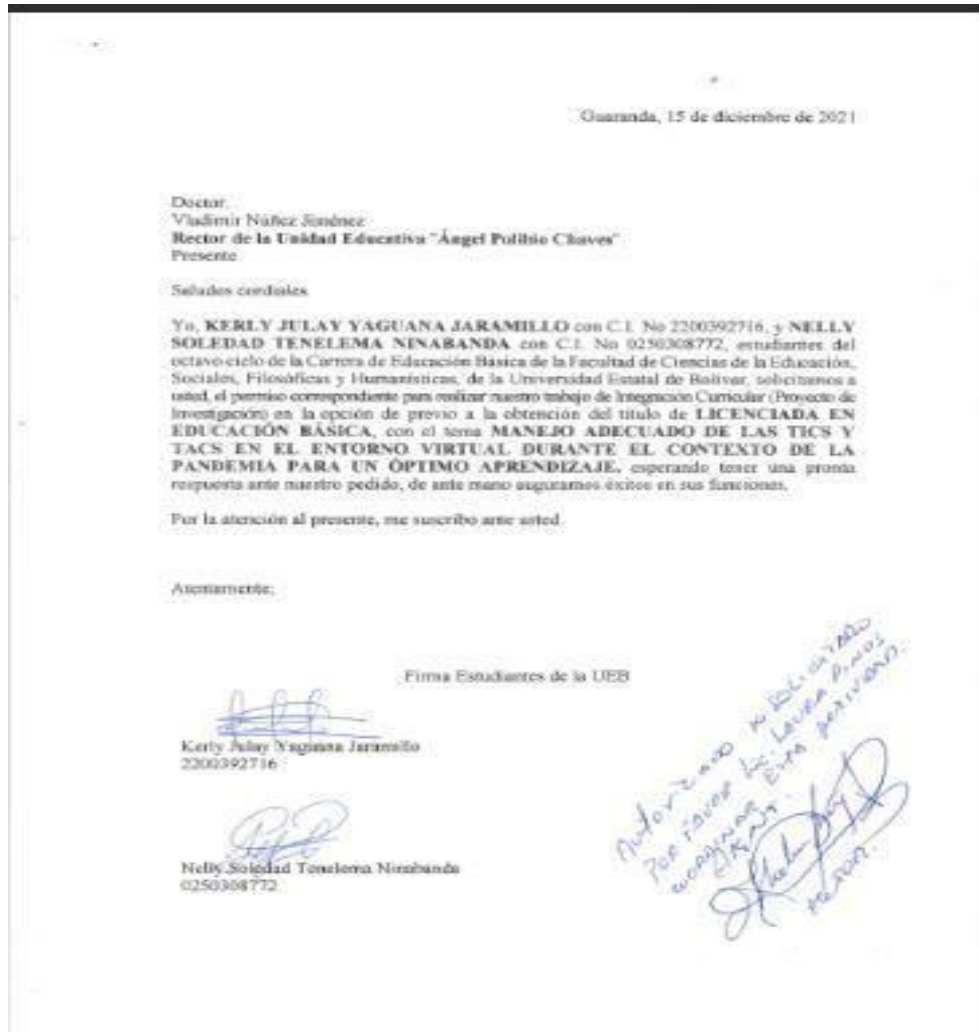 Guaranda, 15 de diciembre de 2021
Doctor.
Vladimir Núñez Jiménez
Rector de la Unidad Educativa "Ángel Polibio Chaves"
Presente
Saludos cordiales
Yo, KERLY JULAY YAGUANA JARAMILLO con C.I. No 2200392716, y NELLY
SOLEDAD TENELEMA NINABANDA con C.I. No 0250308772, estudiantes del
octavo ciclo de la Carrera de Educación Básica de la Facultad de Ciencias de la Educación,
Sociales, Filosóficas y Humanísticas, de la Universidad Estatal de Bolívar, solicitamos a
usted, el permiso correspondiente para realizar nuestro trabajo de Integración Curricular (Proyecto de
Investigación) en la opción de previo a la obtención del título de LICENCIADA EN
EDUCACIÓN BÁSICA, con el tema MANEJO ADECUADO DE LAS TICS Y
TACS EN EL ENTORNO VIRTUAL DURANTE EL CONTEXTO DE LA
PANDEMIA PARA UN ÓPTIMO APRENDIZAJE, esperando tener una pronta
respuesta ante nuestro pedido, de ante mano auguramos éxitos en sus funciones.
Por la atención al presente, me suscribo ante usted.
Atentamente;
Firma Estudiantes de la UEB
Kerly Julay Yaguana Jaramillo
2200392716
Nelly Soledad Tenelema Ninabanda
0250308772
Autorizado lo solicitado
Por favor Lic. Laura Pinos
coordinar esta actividad.
Rector.